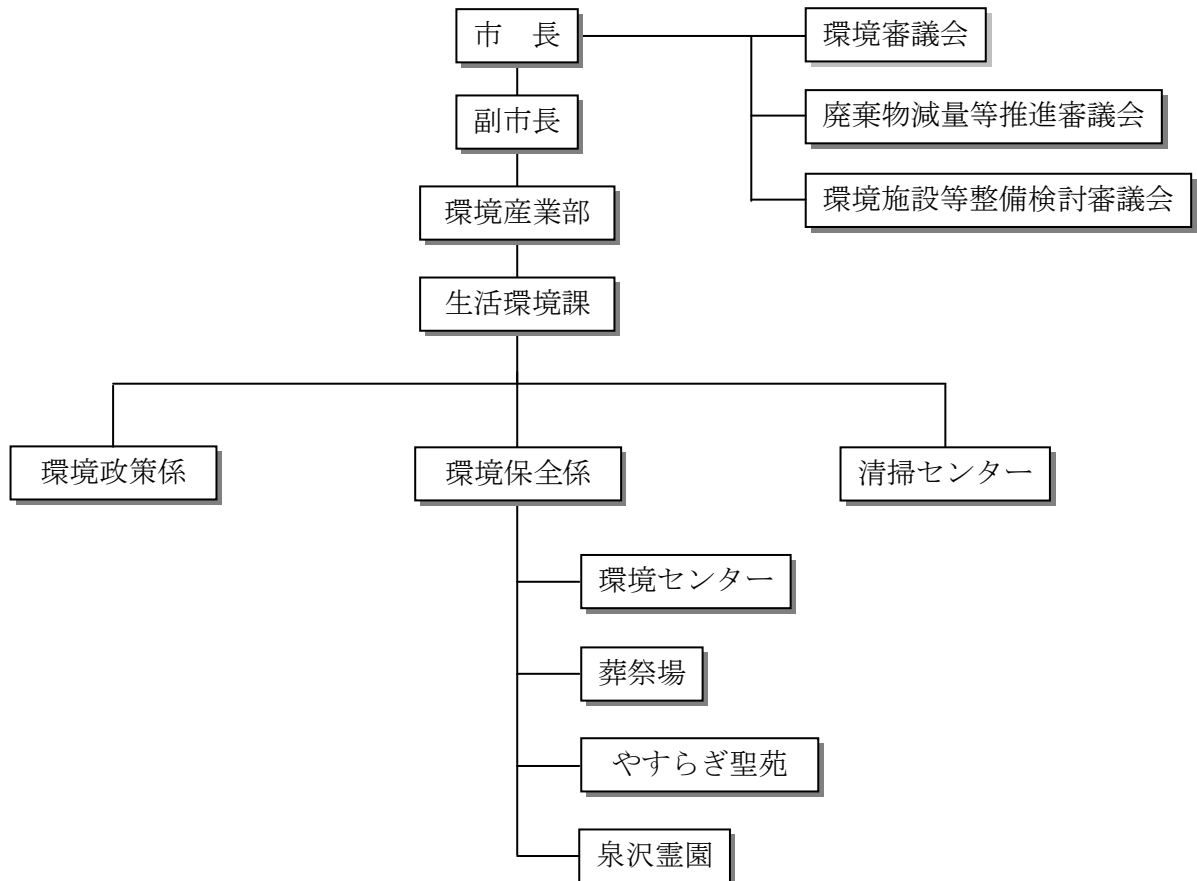 市　長
環境審議会
副市長
廃棄物減量等推進審議会
環境産業部
環境施設等整備検討審議会
生活環境課
環境政策係
環境保全係
清掃センター
環境センター
葬祭場
やすらぎ聖苑
泉沢霊園